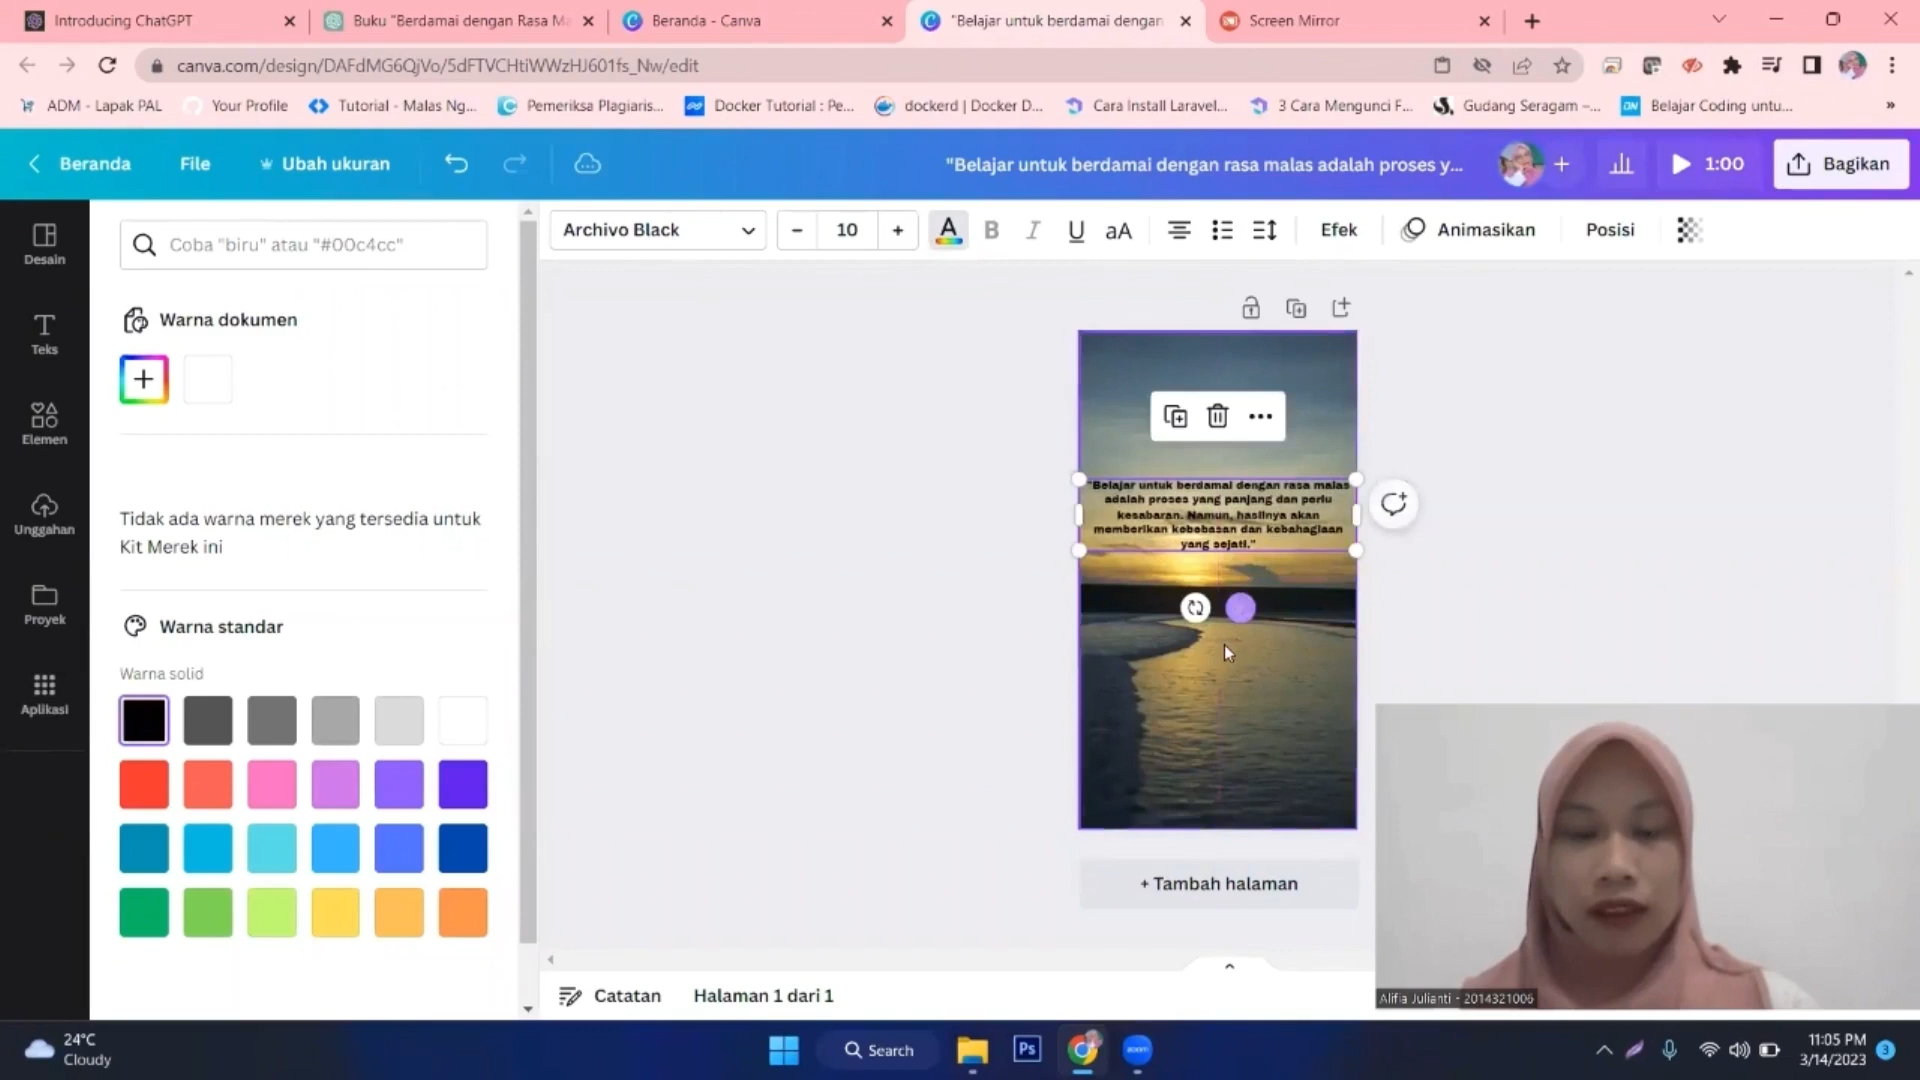 Introducing ChatGPT
Buku "Berdamai dengan Rasa Ma
Beranda - Canva
"Belajar untuk berdamai dengan
Screen Mirror
canva.com/design/DAFdMG6QjVo/5dFTVCHtiWWzHJ601fs_Nw/edit
ADM - Lapak PAL
Your Profile
Tutorial - Malas Ng...
Pemeriksa Plagiaris...
Docker Tutorial : Pe...
dockerd | Docker D...
Cara Install Laravel...
3 Cara Mengunci F...
Gudang Seragam –...
Belajar Coding untu...
Beranda
File
Ubah ukuran
"Belajar untuk berdamai dengan rasa malas adalah proses y...
1:00
Bagikan
Desain
Teks
Elemen
Unggahan
Proyek
Aplikasi
Coba "biru" atau "#00c4cc"
Warna dokumen
Tidak ada warna merek yang tersedia untuk
Kit Merek ini
Warna standar
Warna solid
Archivo Black
– 10 +
A B I U aA
Efek
Animasikan
Posisi
"Belajar untuk berdamai dengan rasa malas
adalah proses yang panjang dan perlu
kesabaran. Namun, hasilnya akan
memberikan kebebasan dan kebahagiaan
yang sejati."
+ Tambah halaman
Catatan
Halaman 1 dari 1
Alifia Julianti - 2014321006
24°C
Cloudy
Search
Ps
zoom
11:05 PM
3/14/2023
3